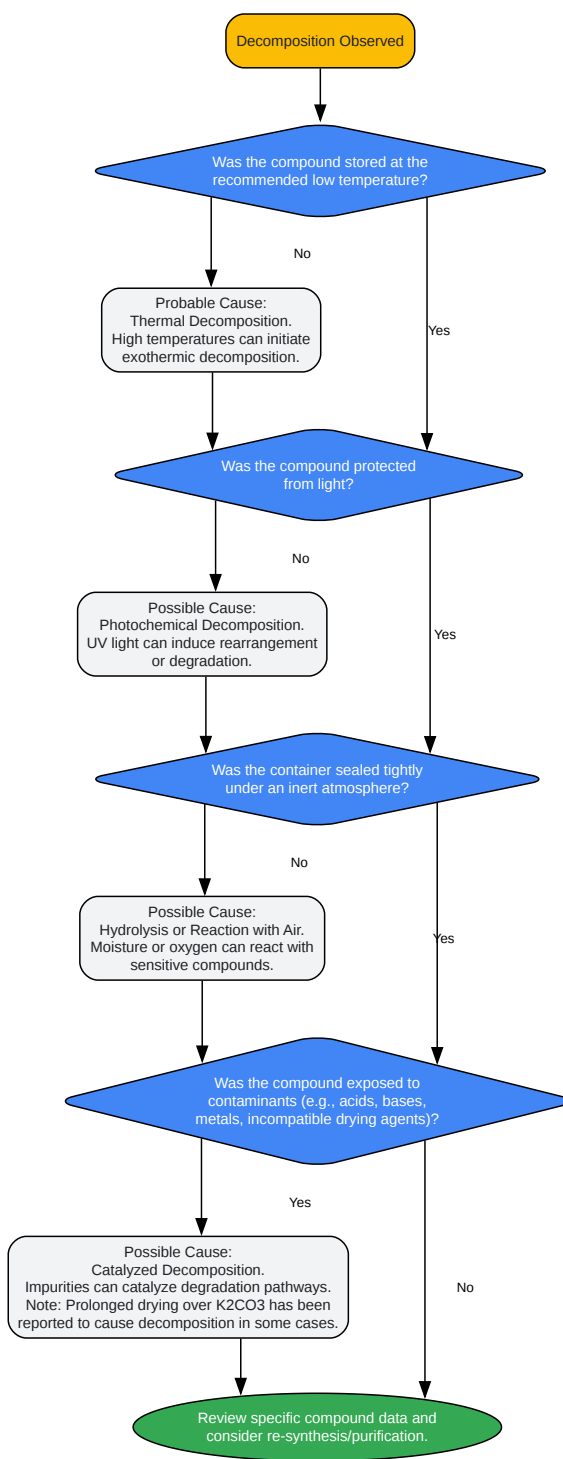 Decomposition Observed
Was the compound stored at the
recommended low temperature?
No
Probable Cause:
Thermal Decomposition.
High temperatures can initiate
exothermic decomposition.
Yes
Was the compound protected
from light?
No
Possible Cause:
Photochemical Decomposition.
UV light can induce rearrangement
or degradation.
Yes
Was the container sealed tightly
under an inert atmosphere?
No
Possible Cause:
Hydrolysis or Reaction with Air.
Moisture or oxygen can react with
sensitive compounds.
Yes
Was the compound exposed to
contaminants (e.g., acids, bases,
metals, incompatible drying agents)?
Yes
Possible Cause:
Catalyzed Decomposition.
Impurities can catalyze degradation pathways.
Note: Prolonged drying over K2CO3 has been
reported to cause decomposition in some cases.
No
Review specific compound data and
consider re-synthesis/purification.